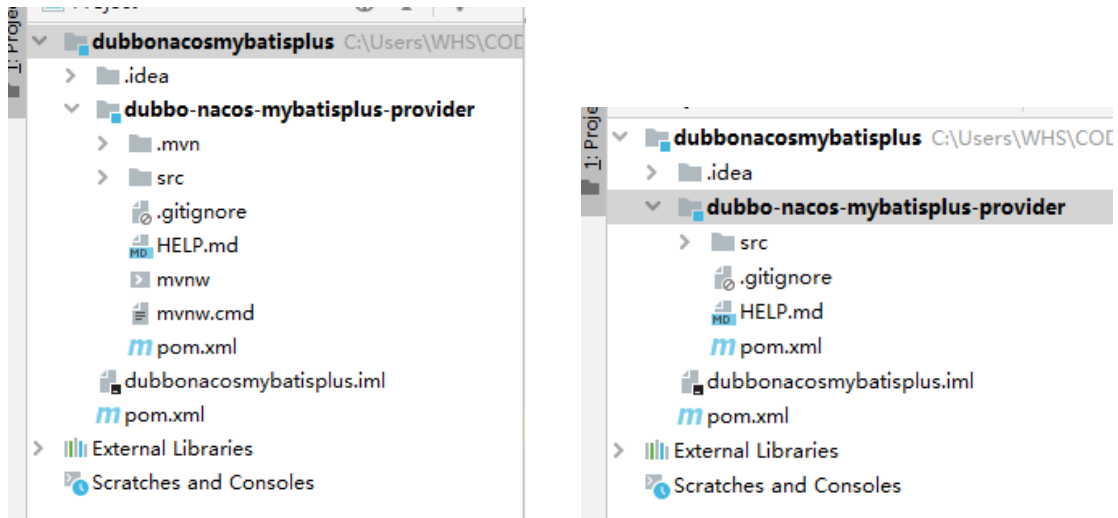 1: Proje
dubbonacosmybatisplus C:\Users\WHS\COD
.idea
dubbo-nacos-mybatisplus-provider
.mvn
src
.gitignore
MD HELP.md
mvnw
mvnw.cmd
m pom.xml
dubbonacosmybatisplus.iml
m pom.xml
External Libraries
Scratches and Consoles
1: Proje
dubbonacosmybatisplus C:\Users\WHS\COD
.idea
dubbo-nacos-mybatisplus-provider
src
.gitignore
MD HELP.md
m pom.xml
dubbonacosmybatisplus.iml
m pom.xml
External Libraries
Scratches and Consoles